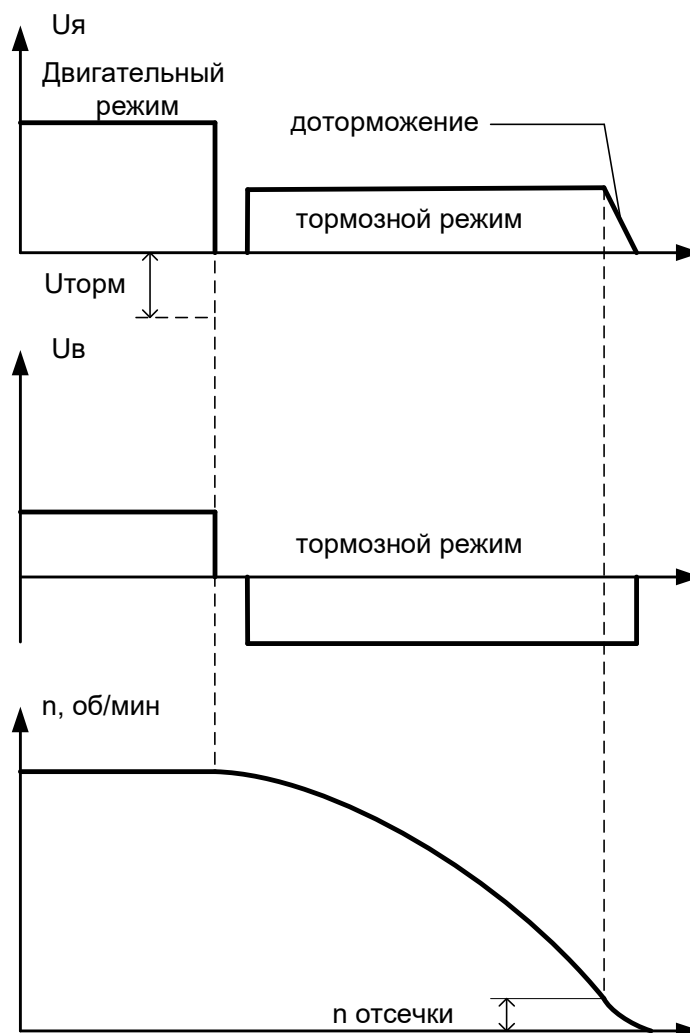 Uя
Двигательный
режим
доторможение
тормозной режим
Uторм
Uв
тормозной режим
n, об/мин
n отсечки